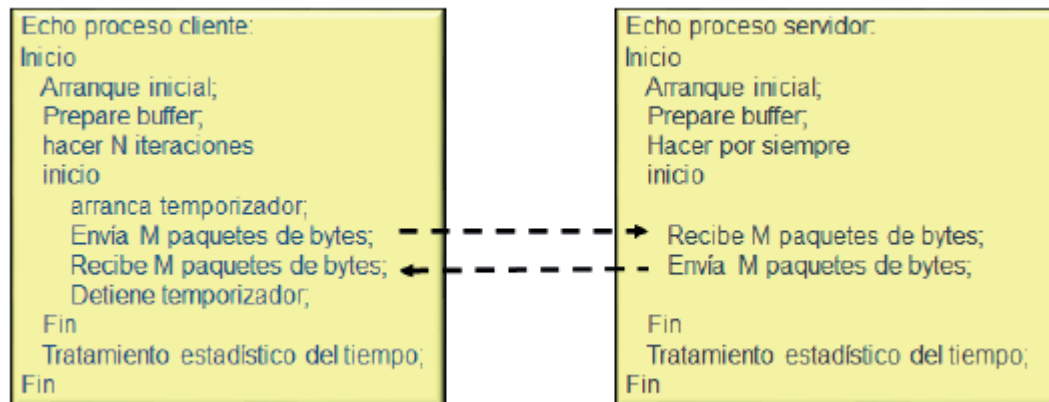 Echo proceso cliente:
Inicio
Arranque inicial;
Prepare buffer;
hacer N iteraciones
inicio
arranca temporizador;
Envía M paquetes de bytes;
Recibe M paquetes de bytes;
Detiene temporizador;
Fin
Tratamiento estadístico del tiempo;
Fin
Echo proceso servidor:
Inicio
Arranque inicial;
Prepare buffer;
Hacer por siempre
inicio
Recibe M paquetes de bytes;
Envía M paquetes de bytes;
Fin
Tratamiento estadístico del tiempo;
Fin